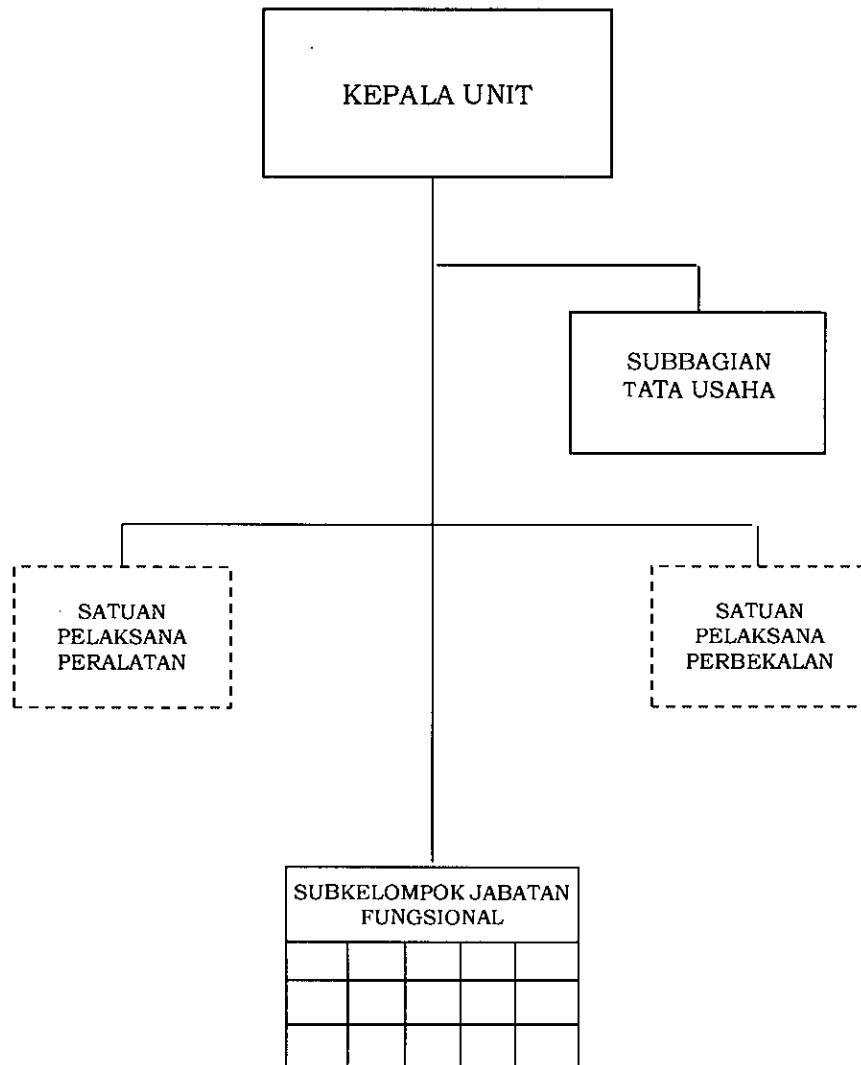 KEPALA UNIT
SUBBAGIAN
TATA USAHA
SATUAN
PELAKSANA
PERALATAN
SATUAN
PELAKSANA
PERBEKALAN
SUBKELOMPOK JABATAN
FUNGSIONAL